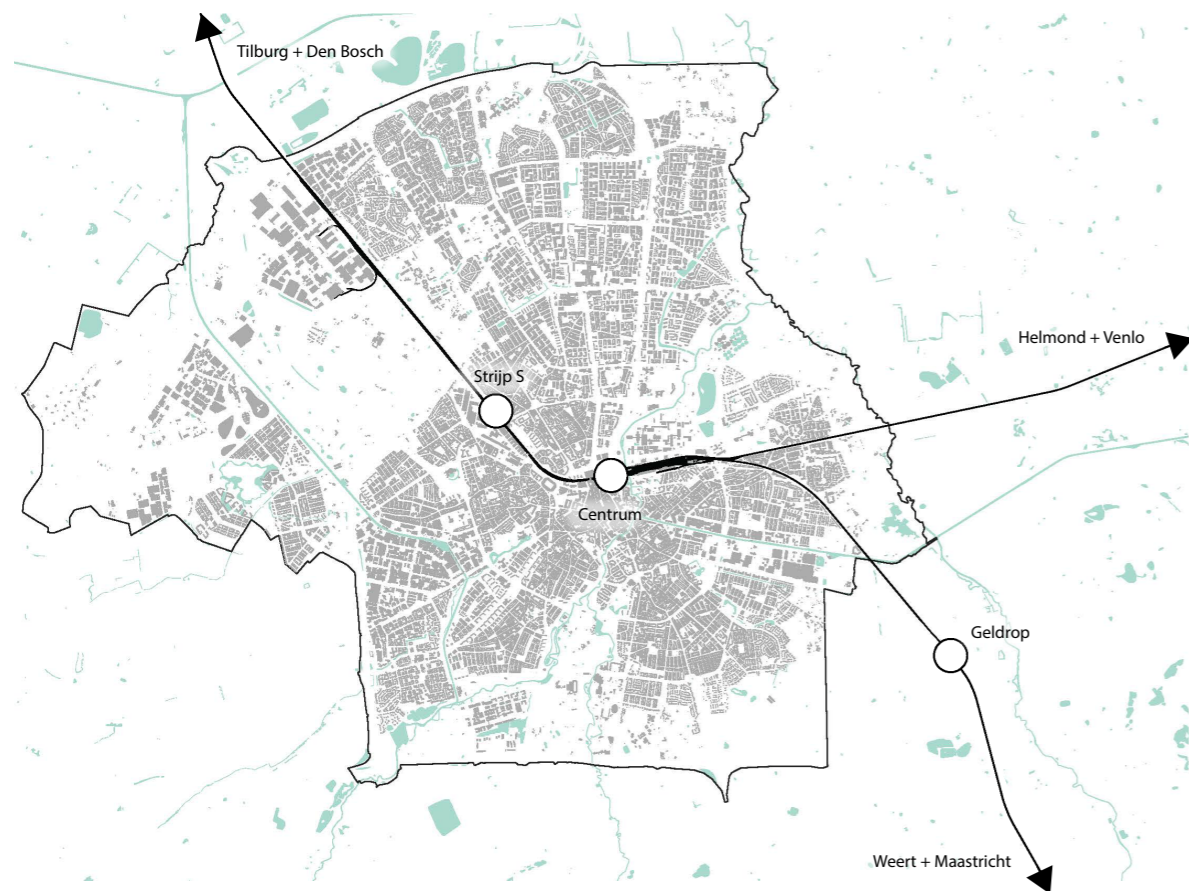 Tilburg + Den Bosch
Helmond + Venlo
Strijp S
Centrum
Geldrop
Weert + Maastricht